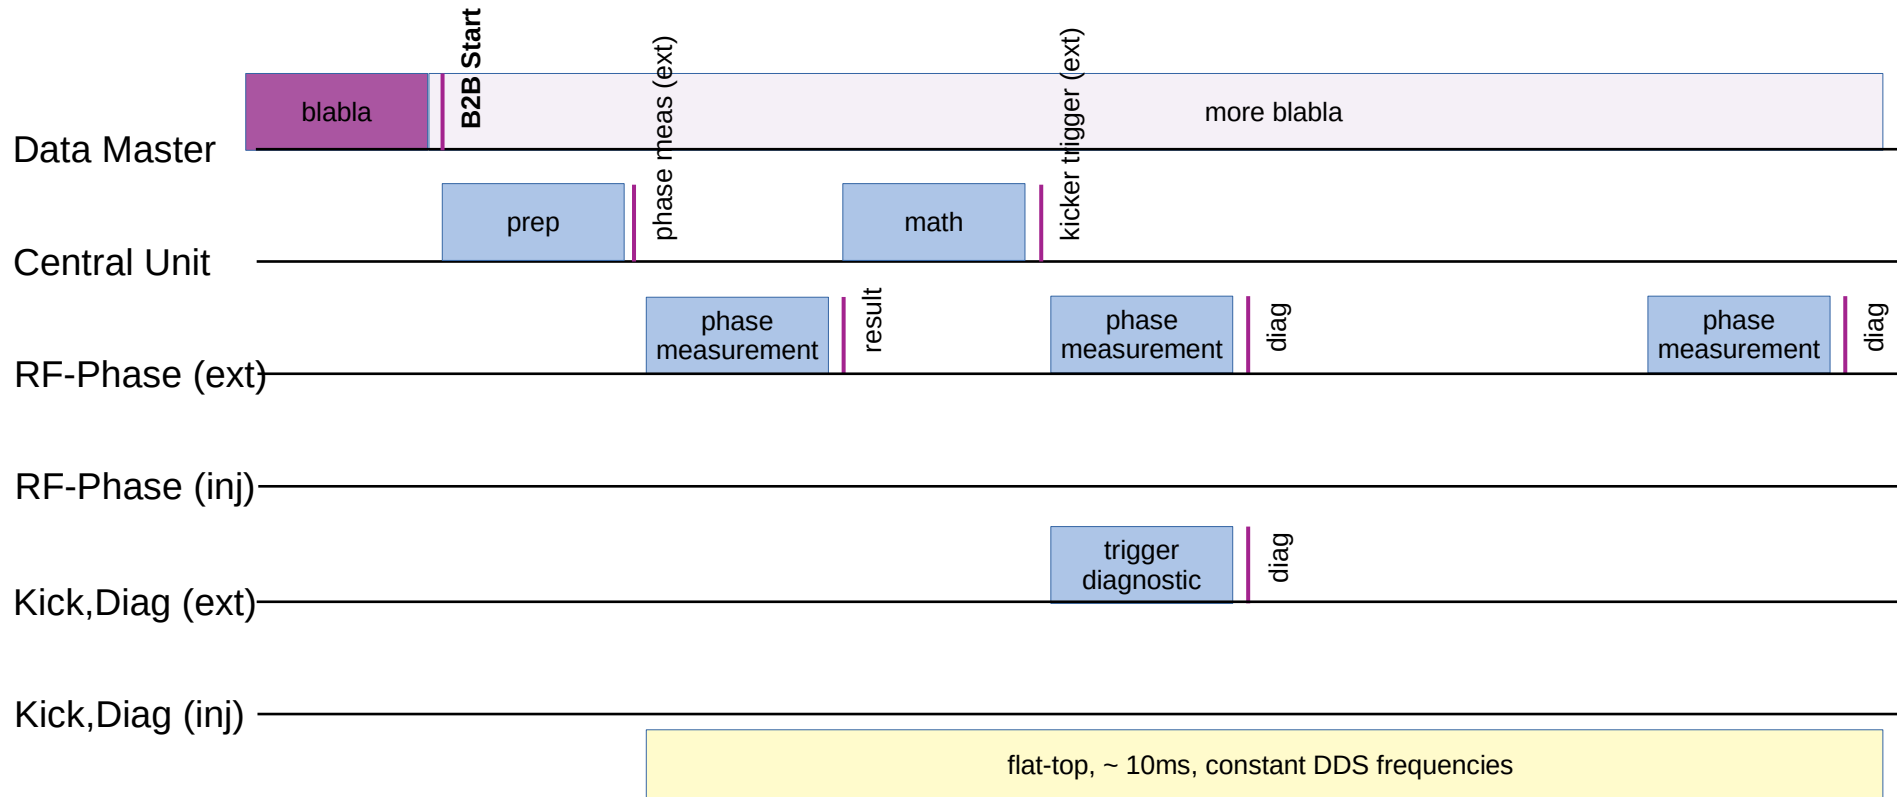 B2B Start
phase meas (ext)
kicker trigger (ext)
blabla
more blabla
Data Master
prep
math
Central Unit
result
diag
diag
phase
measurement
phase
measurement
phase
measurement
RF-Phase (ext)
RF-Phase (inj)
trigger
diagnostic
diag
Kick,Diag (ext)
Kick,Diag (inj)
flat-top, ~ 10ms, constant DDS frequencies